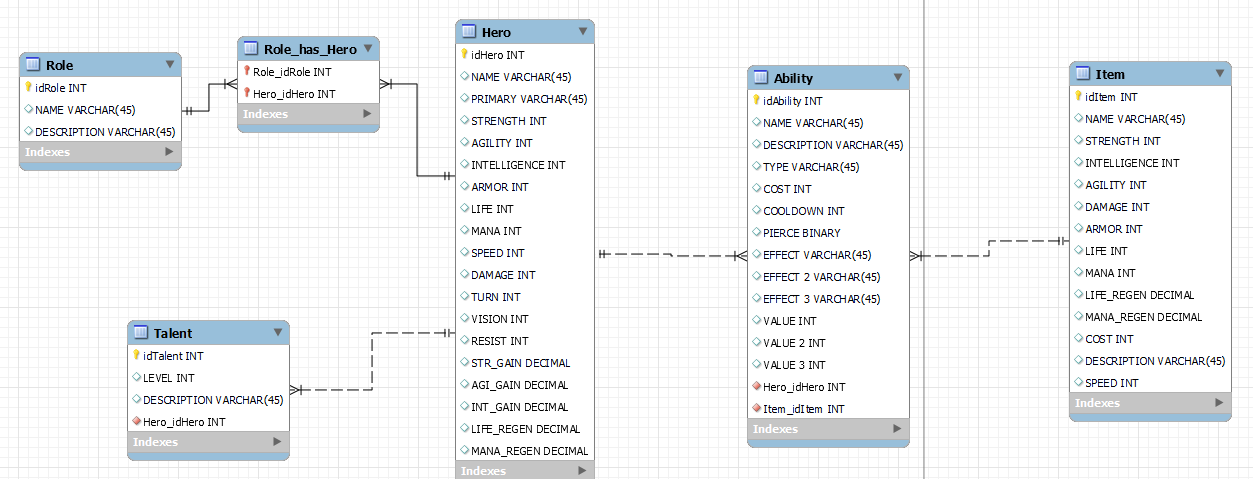 Role
idRole INT
NAME VARCHAR(45)
DESCRIPTION VARCHAR(45)
Indexes
Role_has_Hero
Role_idRole INT
Hero_idHero INT
Indexes
Talent
idTalent INT
LEVEL INT
DESCRIPTION VARCHAR(45)
Hero_idHero INT
Indexes
Hero
idHero INT
NAME VARCHAR(45)
PRIMARY VARCHAR(45)
STRENGTH INT
AGILITY INT
INTELLIGENCE INT
ARMOR INT
LIFE INT
MANA INT
SPEED INT
DAMAGE INT
TURN INT
VISION INT
RESIST INT
STR_GAIN DECIMAL
AGI_GAIN DECIMAL
INT_GAIN DECIMAL
LIFE_REGEN DECIMAL
MANA_REGEN DECIMAL
Indexes
Ability
idAbility INT
NAME VARCHAR(45)
DESCRIPTION VARCHAR(45)
TYPE VARCHAR(45)
COST INT
COOLDOWN INT
PIERCE BINARY
EFFECT VARCHAR(45)
EFFECT 2 VARCHAR(45)
EFFECT 3 VARCHAR(45)
VALUE INT
VALUE 2 INT
VALUE 3 INT
Hero_idHero INT
Item_idItem INT
Indexes
Item
idItem INT
NAME VARCHAR(45)
STRENGTH INT
INTELLIGENCE INT
AGILITY INT
DAMAGE INT
ARMOR INT
LIFE INT
MANA INT
LIFE_REGEN DECIMAL
MANA_REGEN DECIMAL
COST INT
DESCRIPTION VARCHAR(45)
SPEED INT
Indexes